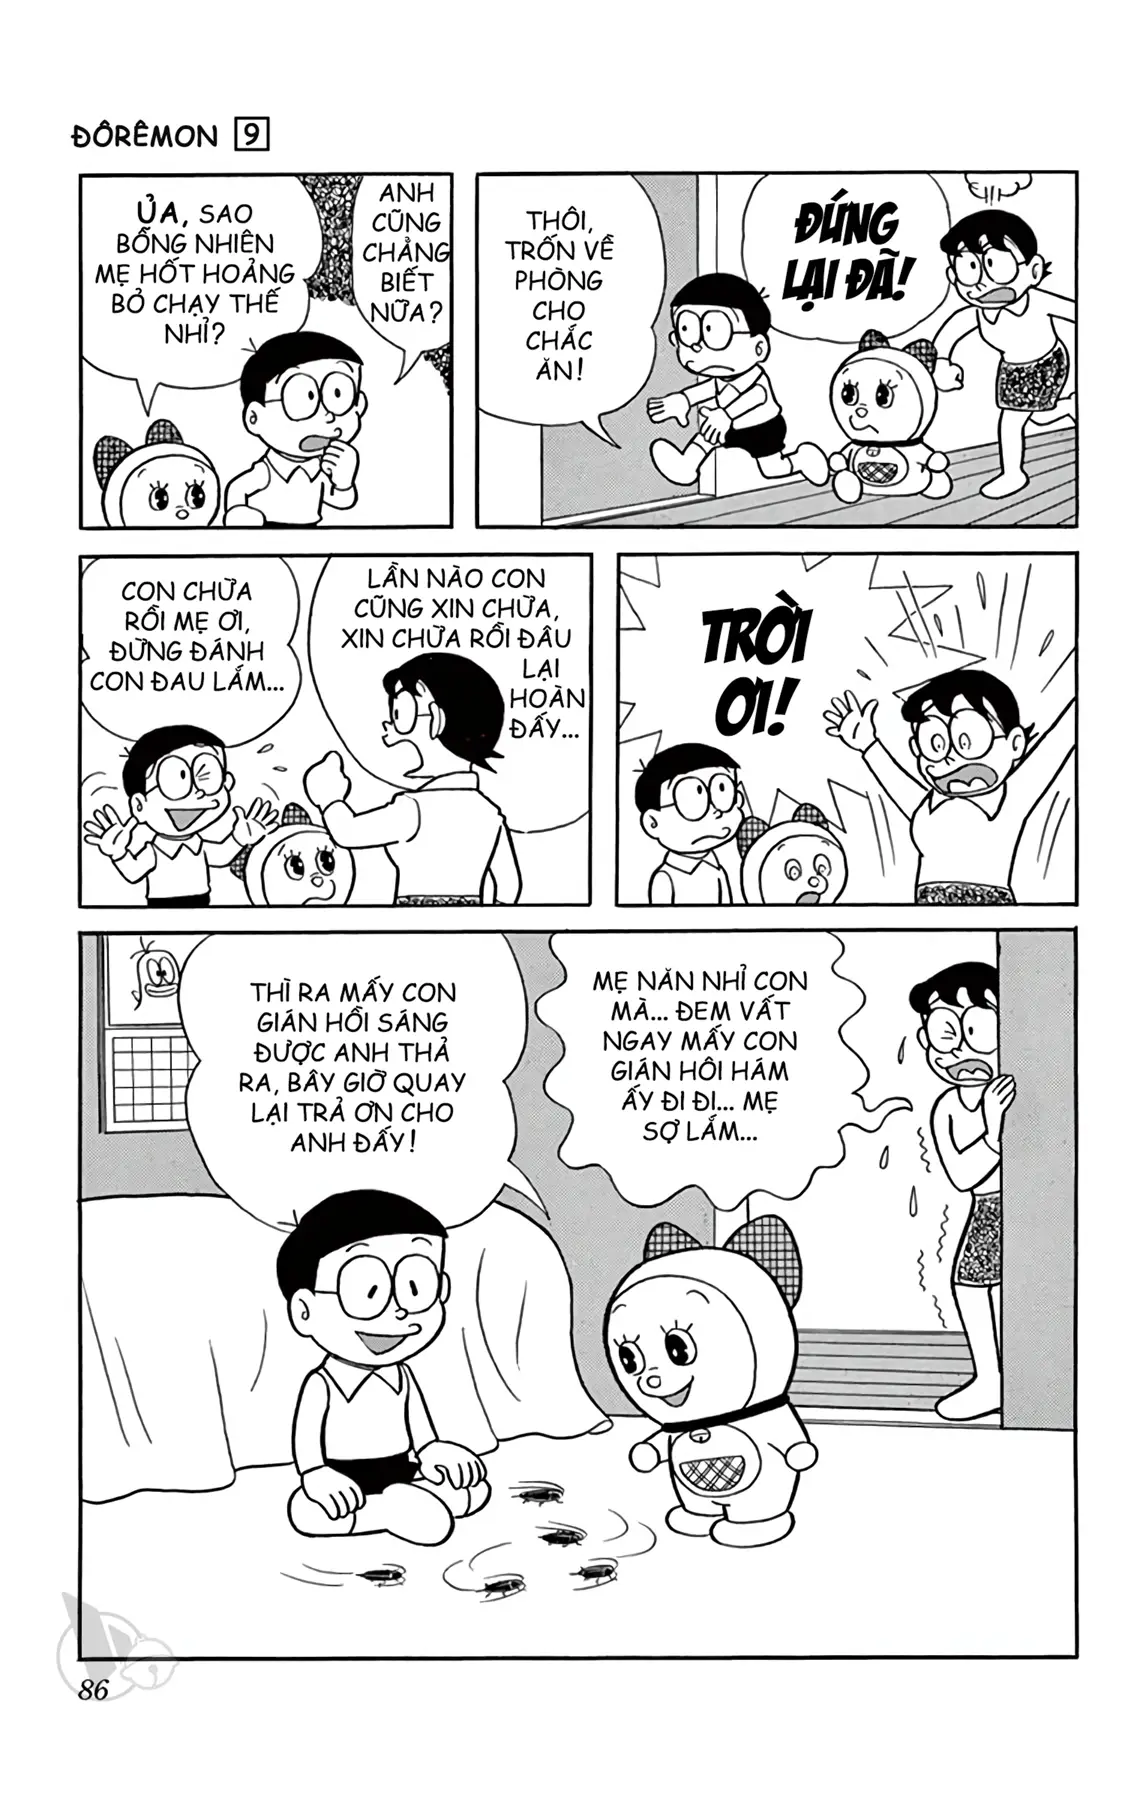 ĐÔRÊMON 9
ỦA, SAO
BỖNG NHIÊN
MẸ HỐT HOẢNG
BỎ CHẠY THẾ
NHỈ?
ANH
CŨNG
CHẲNG
BIẾT
NỮA?
THÔI,
TRỐN VỀ
PHÒNG
CHO
CHẮC
ĂN!
ĐỨNG
LẠI ĐÃ!
CON CHỪA
RỒI MẸ ƠI,
ĐỪNG ĐÁNH
CON ĐAU LẮM...
LẦN NÀO CON
CŨNG XIN CHỪA,
XIN CHỪA RỒI ĐÂU
LẠI
HOÀN
ĐẤY...
TRỜI
ƠI!
THÌ RA MẤY CON
GIÁN HỒI SÁNG
ĐƯỢC ANH THẢ
RA, BÂY GIỜ QUAY
LẠI TRẢ ƠN CHO
ANH ĐẤY!
MẸ NĂN NỈ CON
MÀ... ĐEM VẤT
NGAY MẤY CON
GIÁN HÔI HÁM
ẤY ĐI ĐI... MẸ
SỢ LẮM...
86